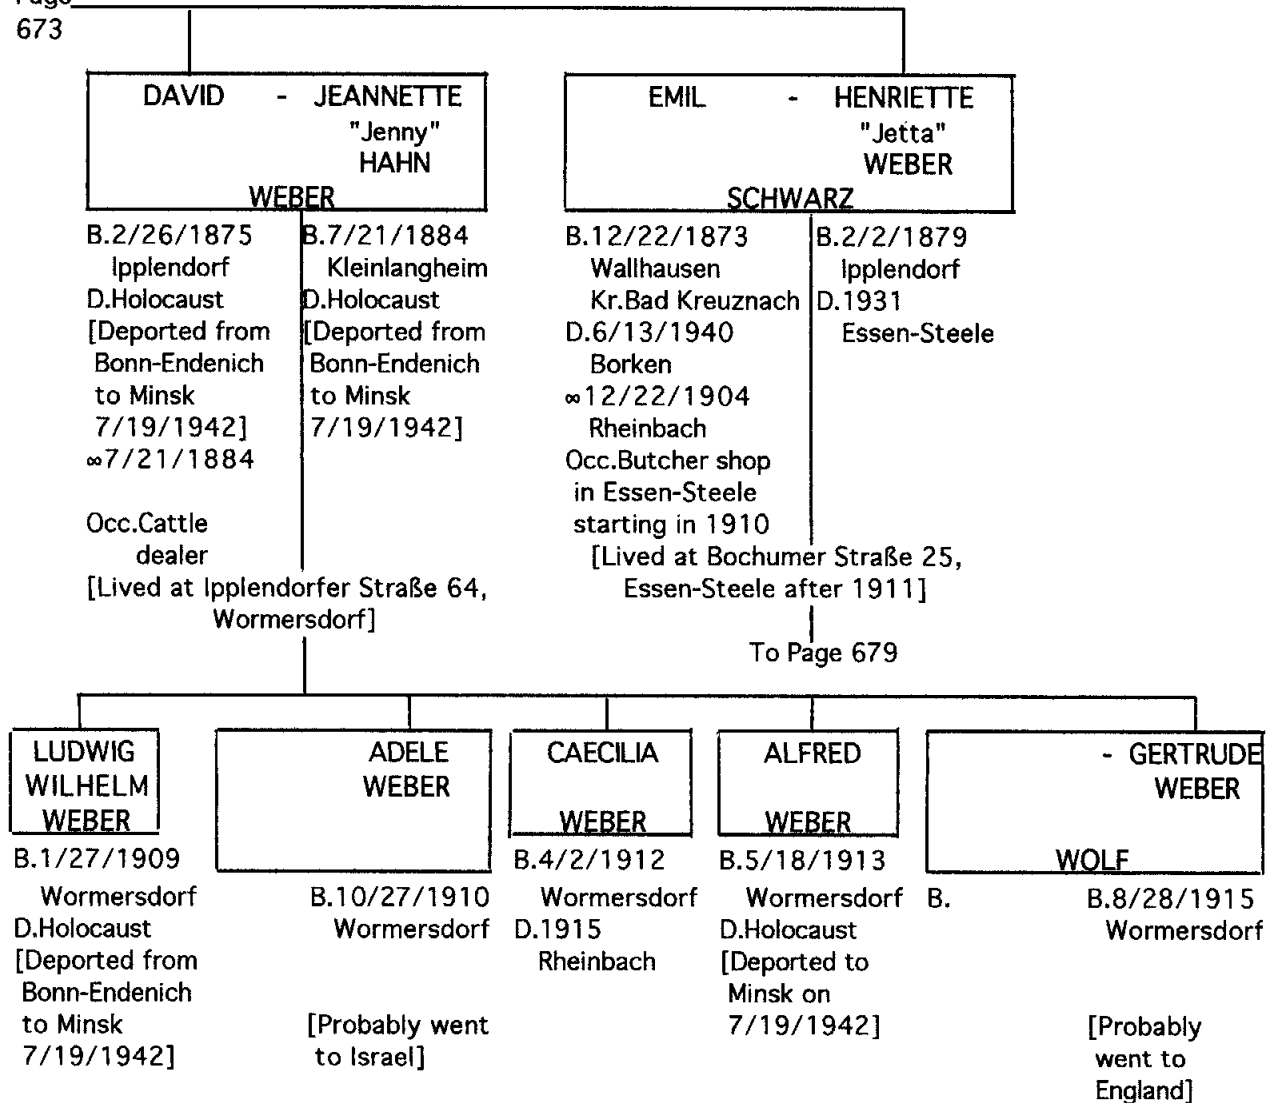 Page
673
DAVID - JEANNETTE
"Jenny"
HAHN
WEBER
B.2/26/1875
Ipplendorf
D.Holocaust
[Deported from
Bonn-Endenich
to Minsk
7/19/1942]
∞7/21/1884
Occ.Cattle
dealer
B.7/21/1884
Kleinlangheim
D.Holocaust
[Deported from
Bonn-Endenich
to Minsk
7/19/1942]
[Lived at Ipplendorfer Straße 64,
Wormersdorf]
EMIL - HENRIETTE
"Jetta"
WEBER
SCHWARZ
B.12/22/1873
Wallhausen
Kr.Bad Kreuznach
D.6/13/1940
Borken
∞12/22/1904
Rheinbach
Occ.Butcher shop
in Essen-Steele
starting in 1910
B.2/2/1879
Ipplendorf
D.1931
Essen-Steele
[Lived at Bochumer Straße 25,
Essen-Steele after 1911]
To Page 679
LUDWIG
WILHELM
WEBER
B.1/27/1909
Wormersdorf
D.Holocaust
[Deported from
Bonn-Endenich
to Minsk
7/19/1942]
ADELE
WEBER
B.10/27/1910
Wormersdorf
[Probably went
to Israel]
CAECILIA
WEBER
B.4/2/1912
Wormersdorf
D.1915
Rheinbach
ALFRED
WEBER
B.5/18/1913
Wormersdorf
D.Holocaust
[Deported to
Minsk on
7/19/1942]
- GERTRUDE
WEBER
WOLF
B.
B.8/28/1915
Wormersdorf
[Probably
went to
England]